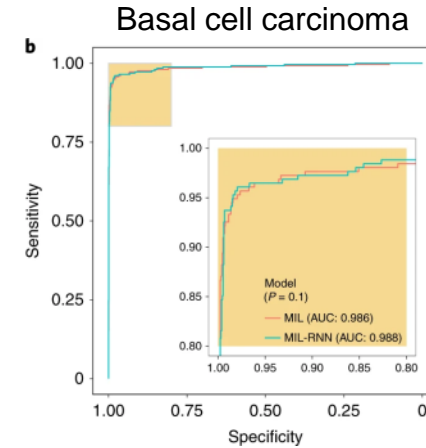 Basal cell carcinoma
b
1.00
0.75
0.50
0.25
0
Sensitivity
1.00
0.95
0.90
0.85
0.80
Model
(P = 0.1)
MIL (AUC: 0.986)
MIL-RNN (AUC: 0.988)
1.00 0.95 0.90 0.85 0.80
1.00 0.75 0.50 0.25 0
Specificity